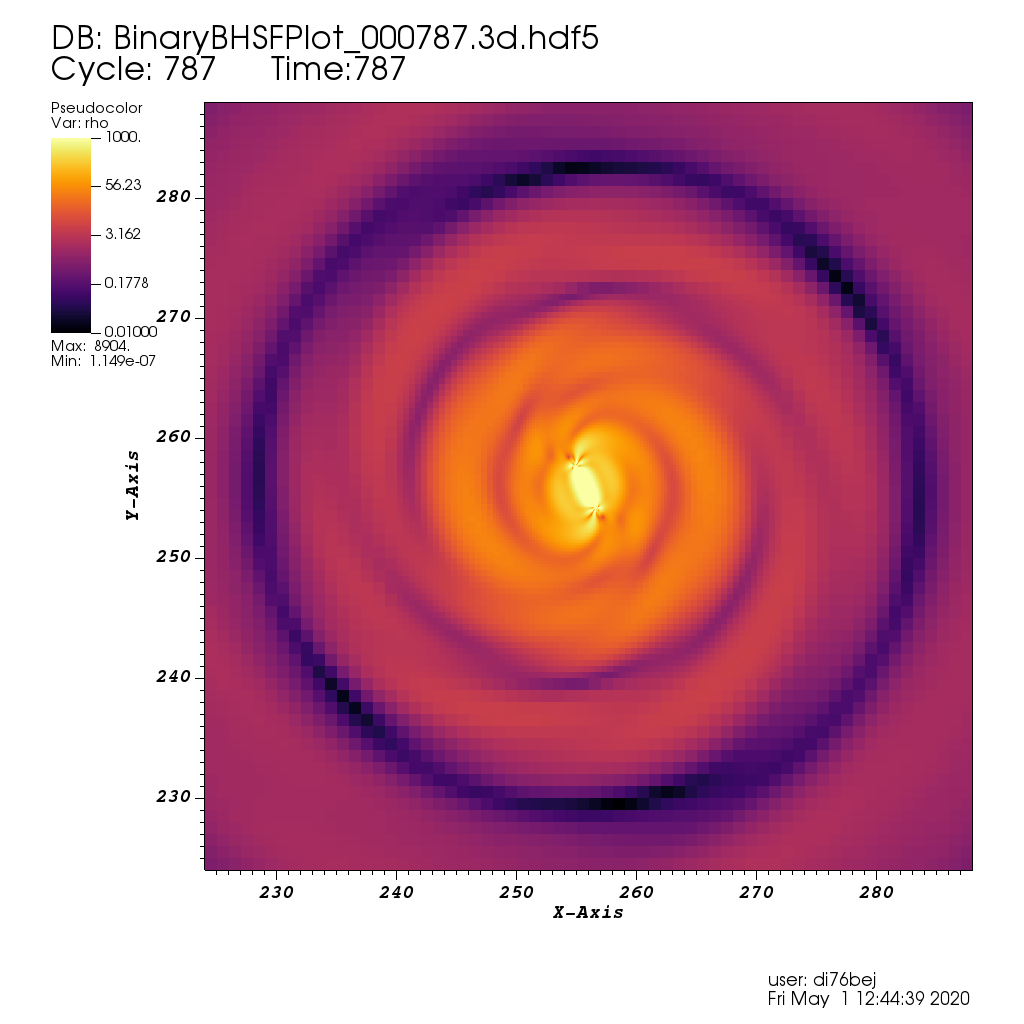 DB: BinaryBHSFPlot_000787.3d.hdf5
Cycle: 787 Time:787
Pseudocolor
Var: rho
1000.
56.23
3.162
0.1778
0.01000
Max: 8904.
Min: 1.149e-07
280
270
260
250
240
230
Y-Axis
230 240 250 260 270 280
X-Axis
user: di76bej
Fri May 1 12:44:39 2020